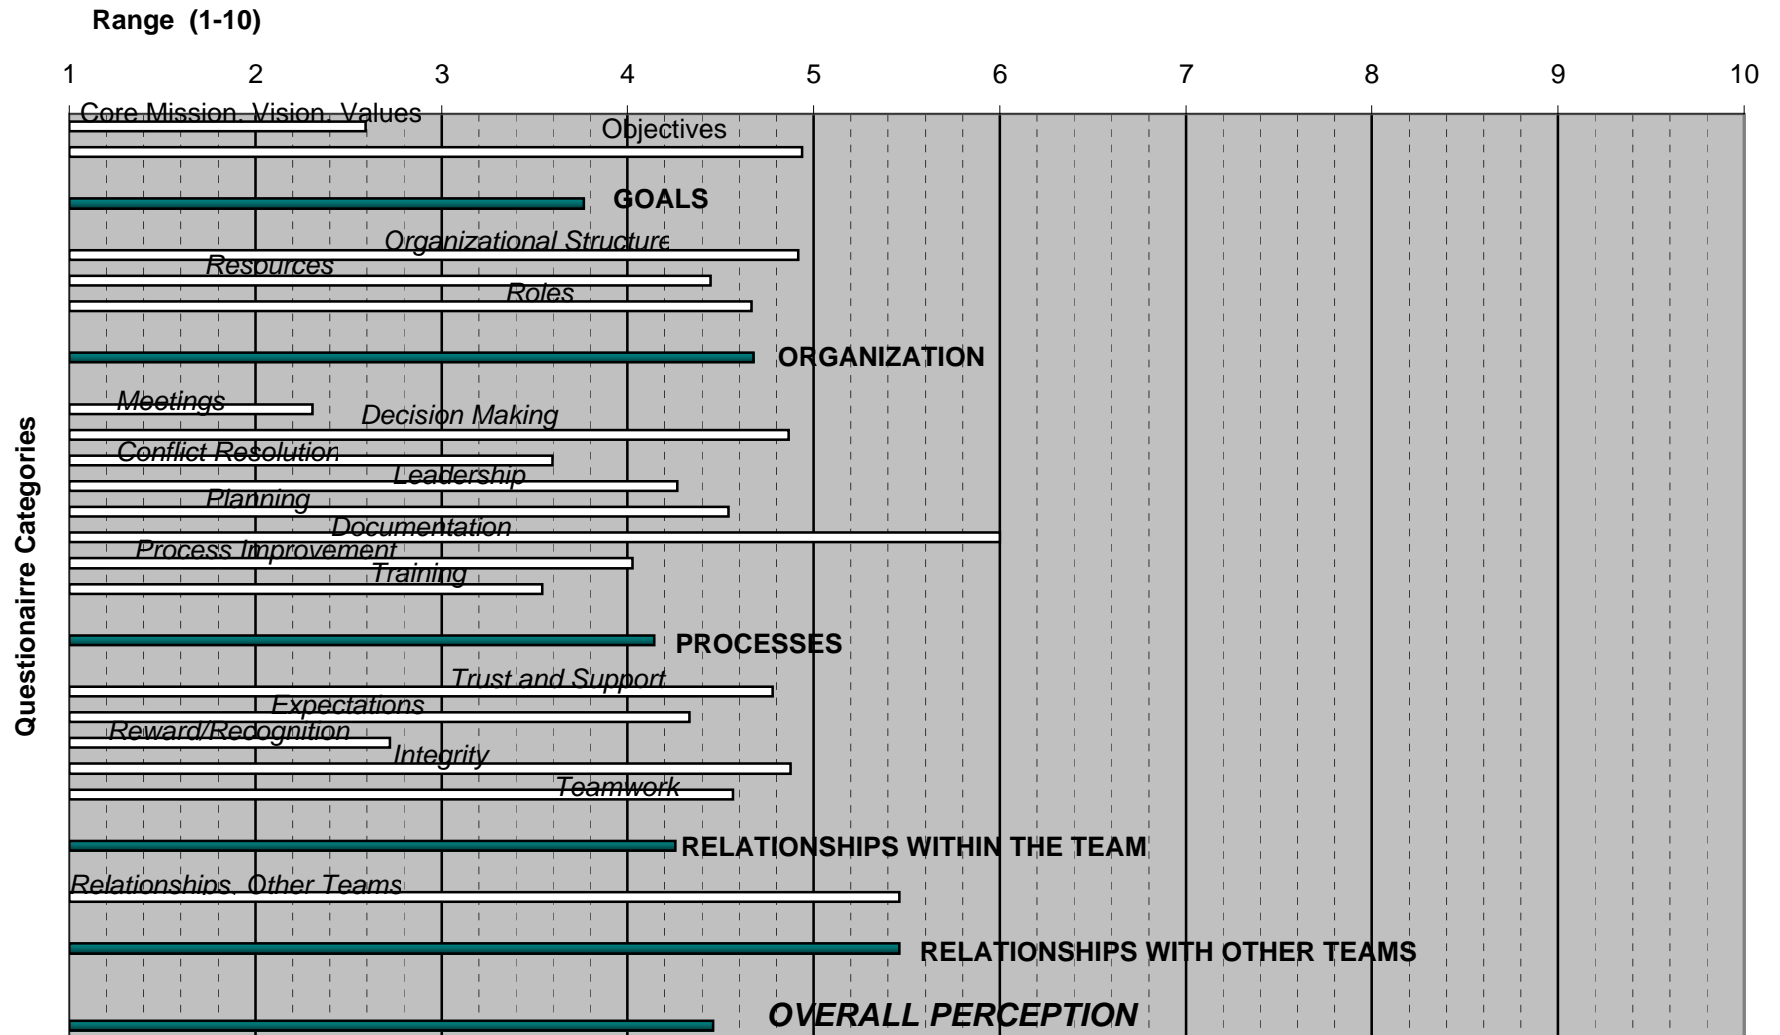 Range (1-10)
1 2 3 4 5 6 7 8 9 10
Core Mission, Vision, Values
Objectives
GOALS
Organizational Structure
Resources
Roles
ORGANIZATION
Meetings
Decision Making
Conflict Resolution
Leadership
Planning
Documentation
Process Improvement
Training
PROCESSES
Trust and Support
Expectations
Reward/Recognition
Integrity
Teamwork
RELATIONSHIPS WITHIN THE TEAM
Relationships, Other Teams
RELATIONSHIPS WITH OTHER TEAMS
OVERALL PERCEPTION
Questionairre Categories